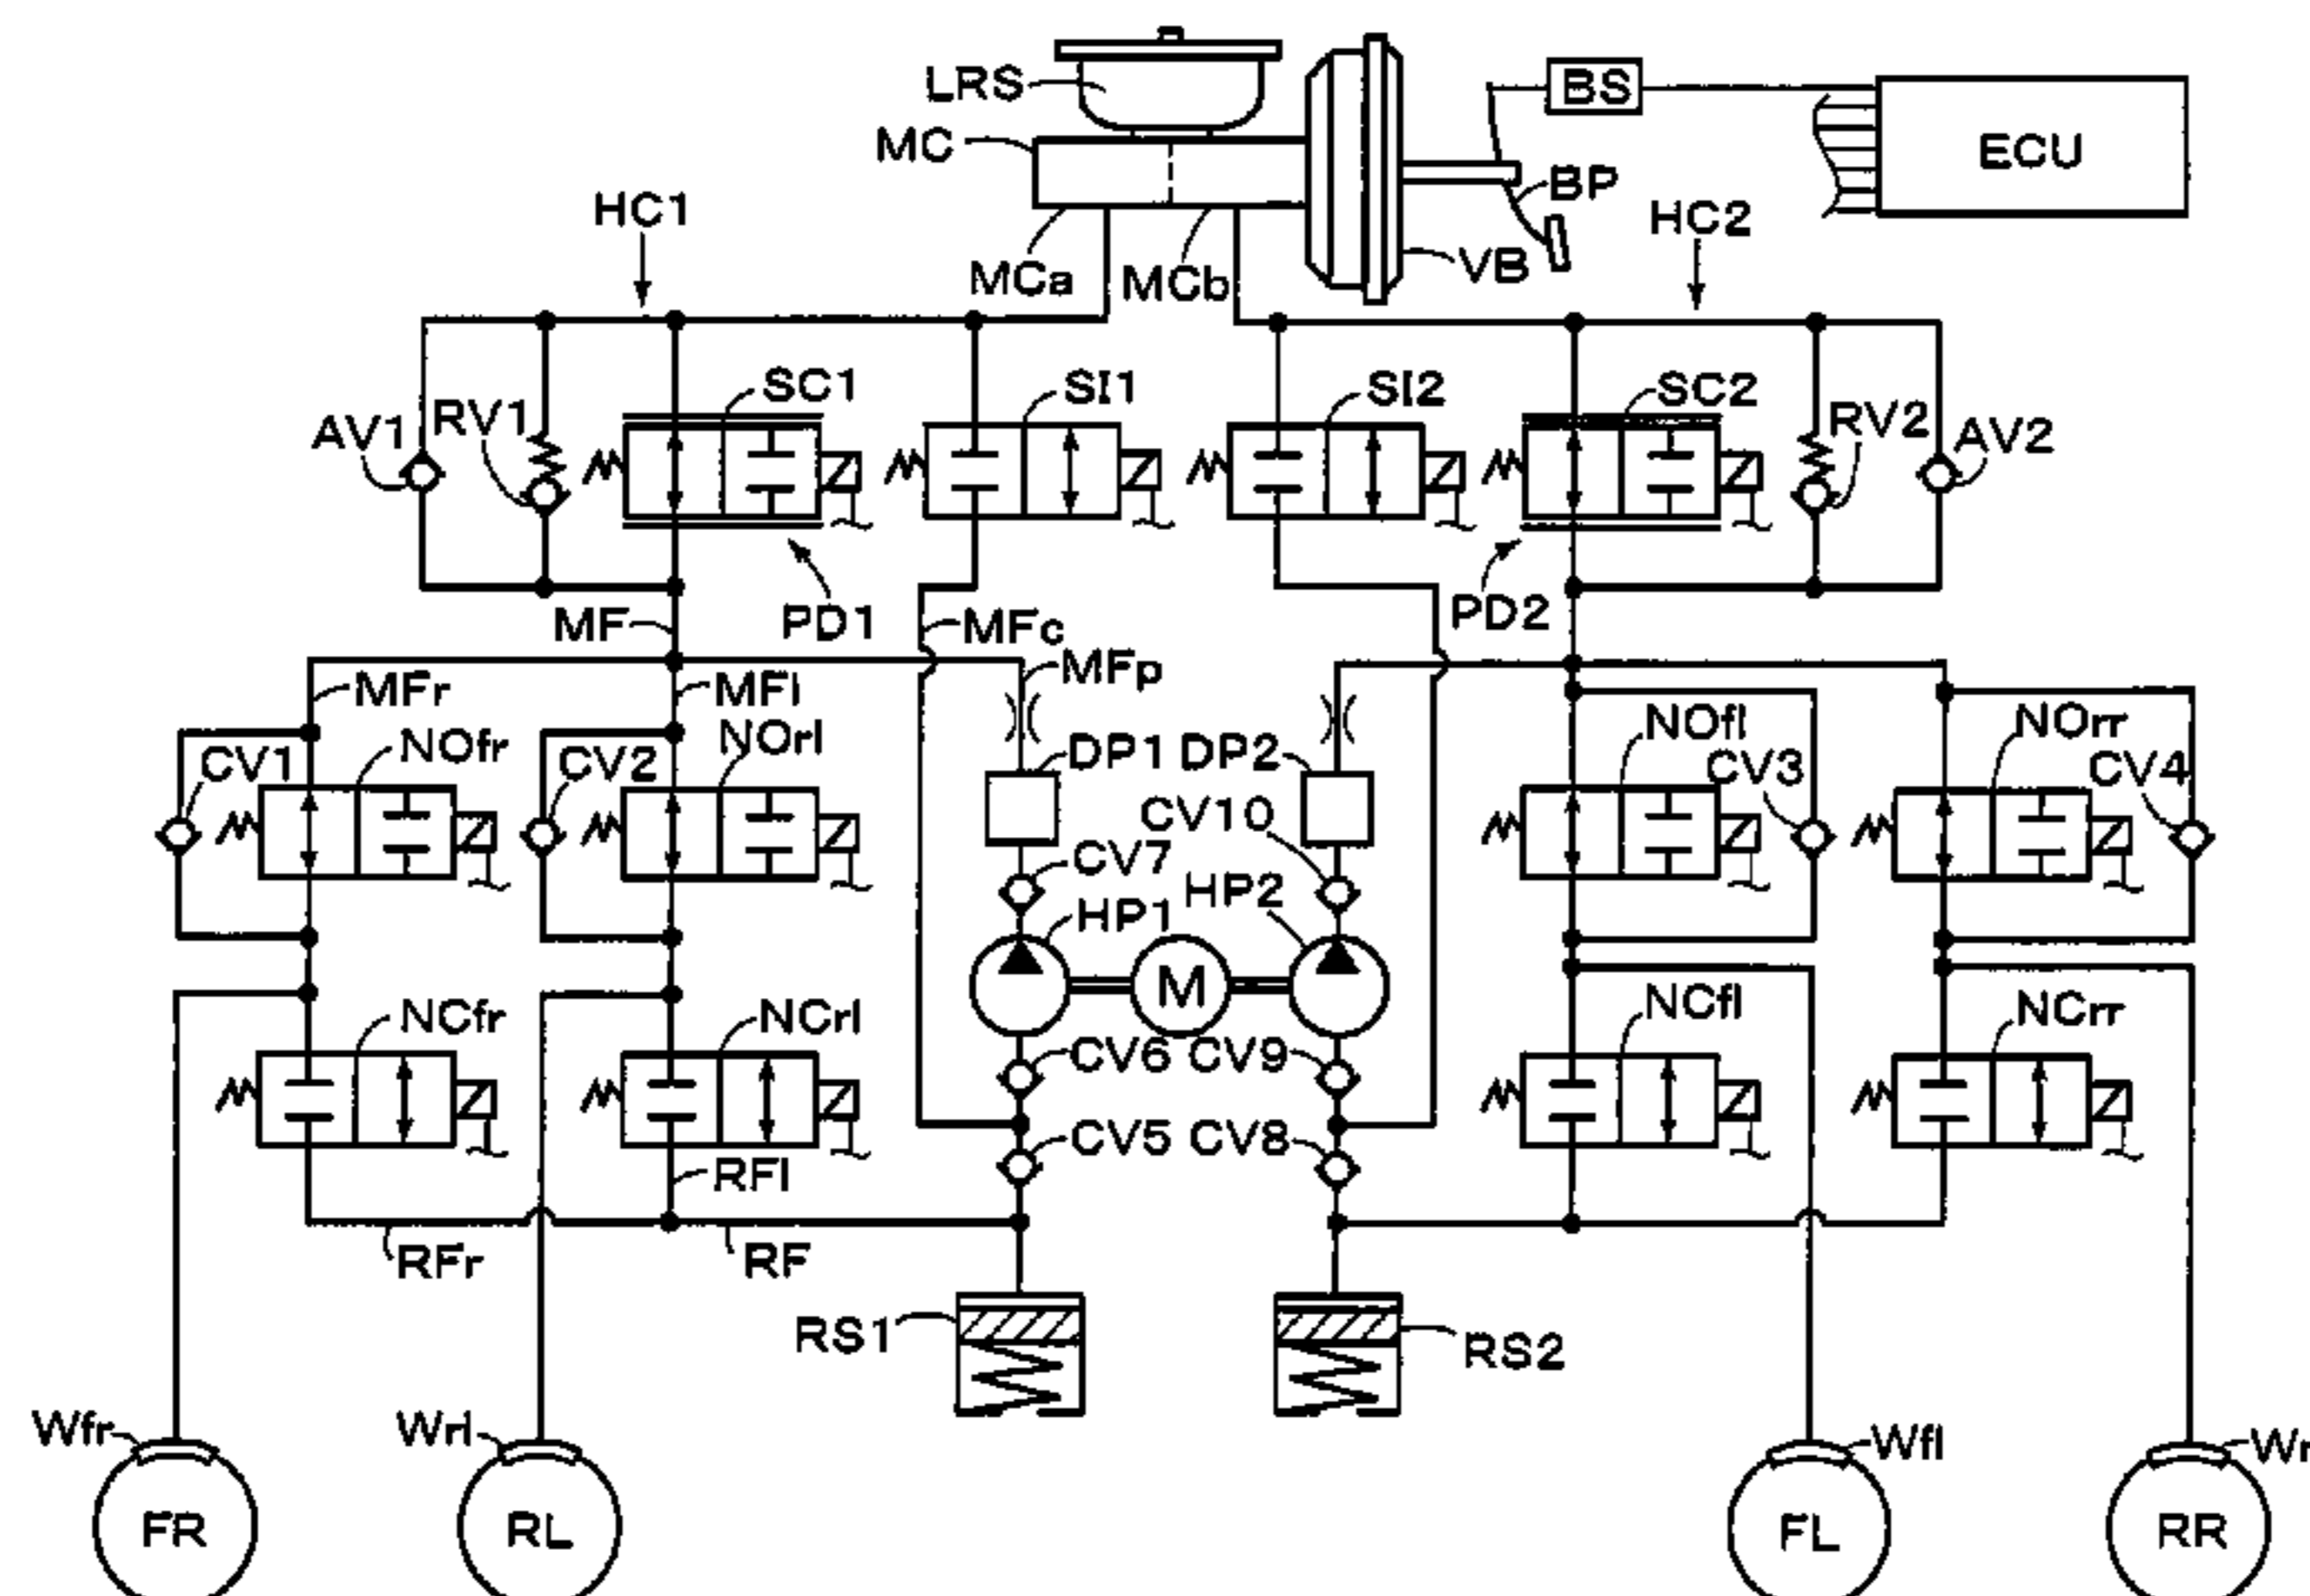 LRS
BS
MC
ECU
BP
HC1
HC2
MCa
MCb
VB
SC1
SI1
SI2
SC2
AV1
RV1
RV2
AV2
MF
PD1
MFc
PD2
MFp
MFr
MFl
NOfr
NOrl
NOfl
NOrr
CV1
CV2
DP1
DP2
CV3
CV4
CV10
CV7
HP1
HP2
M
NCfr
NCrl
NCfl
NCrr
CV6
CV9
CV5
CV8
RFl
RFr
RF
RS1
RS2
Wfr
Wrl
Wfl
Wr
FR
RL
FL
RR